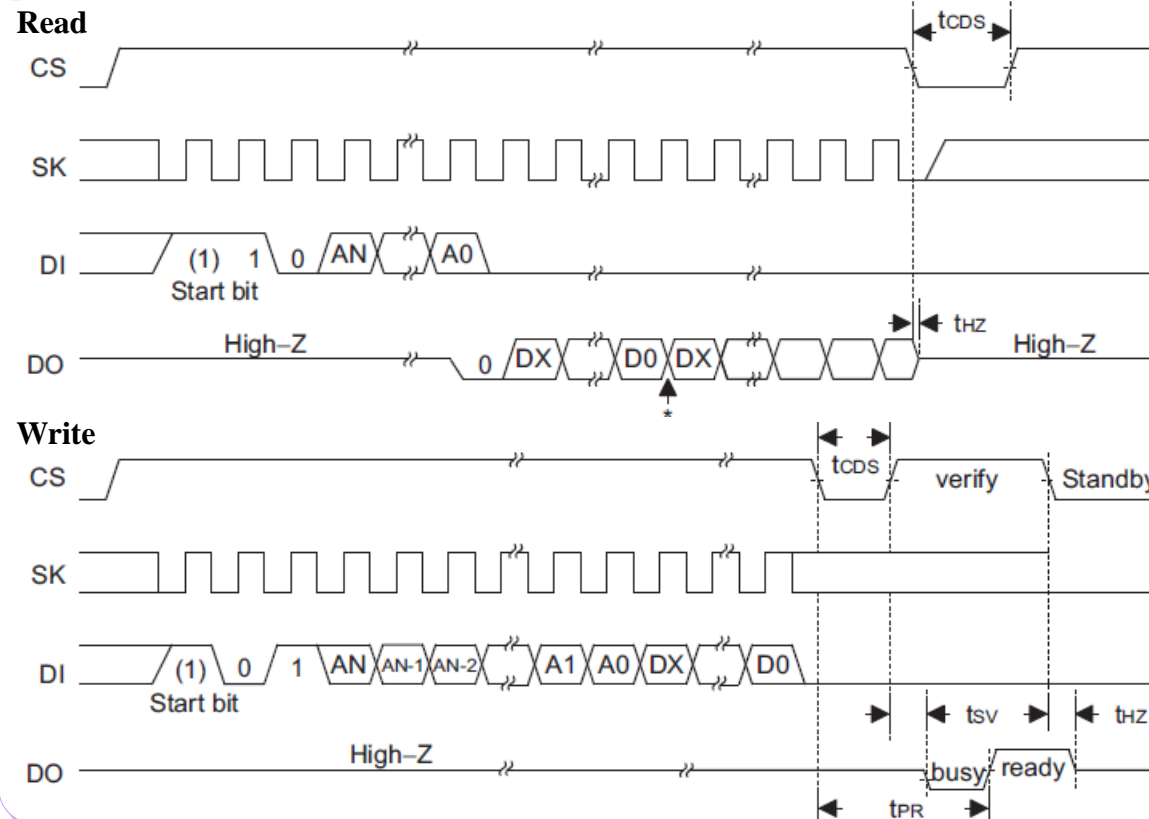 Read
tCDS
CS
SK
DI (1) 1 0 AN A0
Start bit
tHZ
High–Z High–Z
DO 0 DX D0 DX
*
Write
CS tCDS verify Standby
SK
DI (1) 0 1 AN AN-1 AN-2 A1 A0 DX D0
Start bit
tSV tHZ
High–Z
DO busy ready
tPR